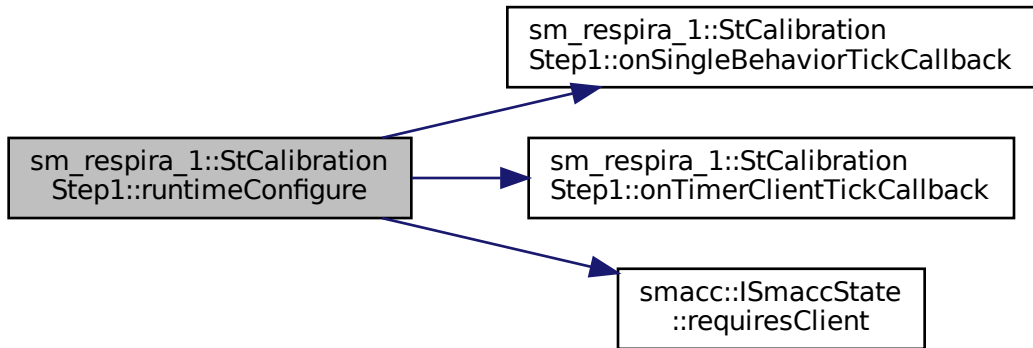 sm_respira_1::StCalibration
Step1::runtimeConfigure
sm_respira_1::StCalibration
Step1::onSingleBehaviorTickCallback
sm_respira_1::StCalibration
Step1::onTimerClientTickCallback
smacc::ISmaccState
::requiresClient